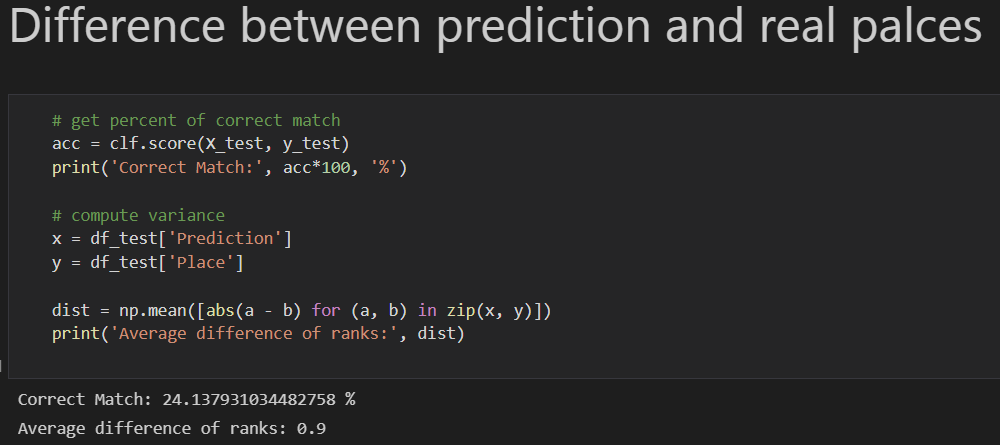 Difference between prediction and real palces
# get percent of correct match
acc = clf.score(X_test, y_test)
print('Correct Match:', acc*100, '%')
# compute variance
x = df_test['Prediction']
y = df_test['Place']
dist = np.mean([abs(a - b) for (a, b) in zip(x, y)])
print('Average difference of ranks:', dist)
Correct Match: 24.137931034482758 %
Average difference of ranks: 0.9